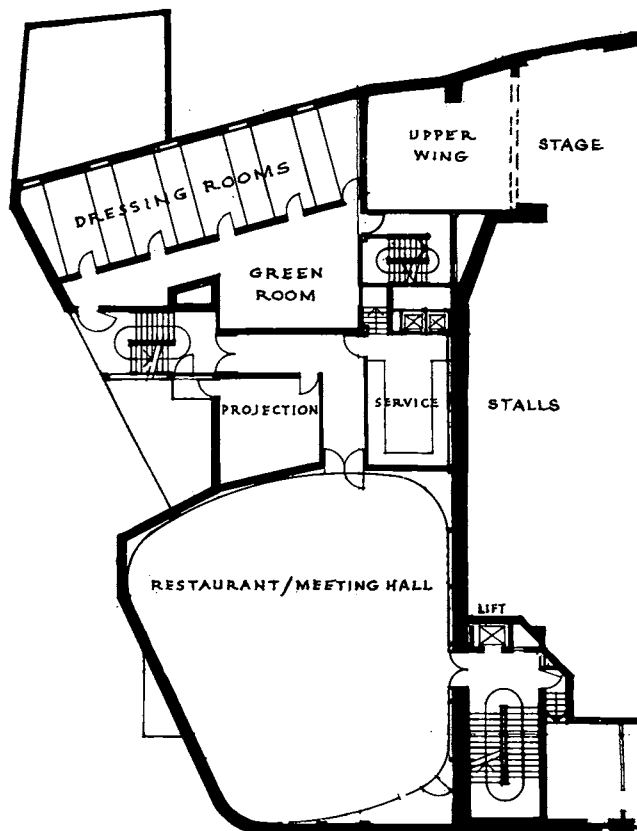 UPPER
WING
STAGE
DRESSING ROOMS
GREEN
ROOM
PROJECTION
SERVICE
STALLS
RESTAURANT/MEETING HALL
LIFT